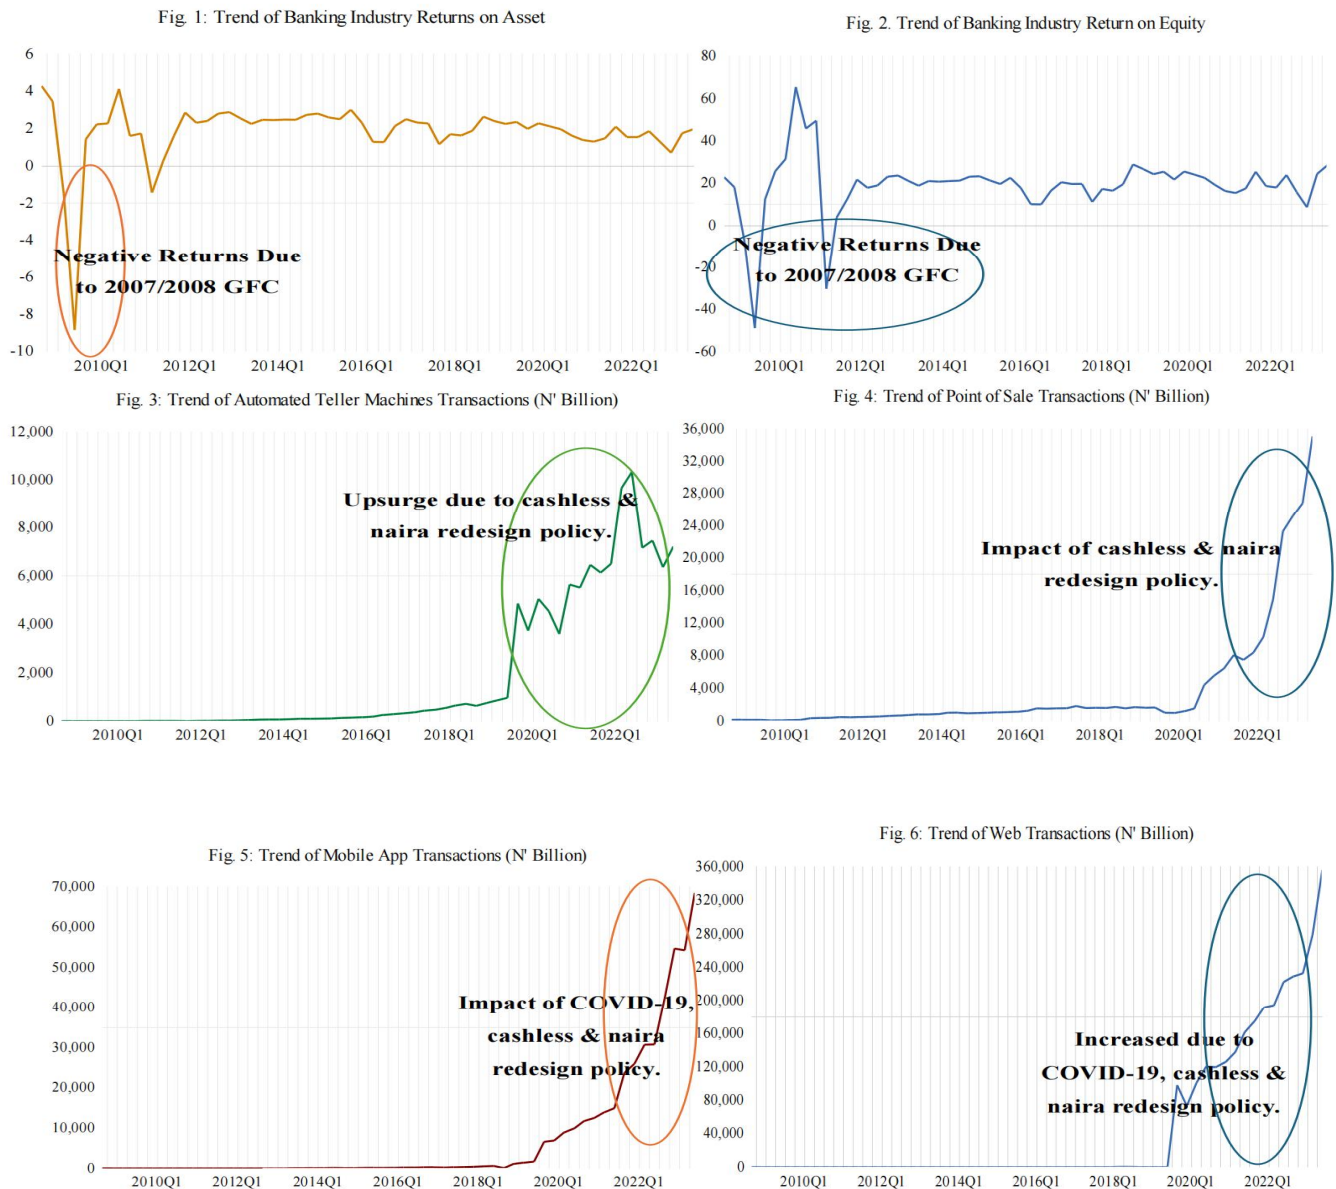 Fig. 1: Trend of Banking Industry Returns on Asset
6
4
2
0
-2
-4
-6
-8
-10
Negative Returns Due
to 2007/2008 GFC
2010Q1 2012Q1 2014Q1 2016Q1 2018Q1 2020Q1 2022Q1
Fig. 2. Trend of Banking Industry Return on Equity
80
60
40
20
0
-20
-40
-60
Negative Returns Due
to 2007/2008 GFC
2010Q1 2012Q1 2014Q1 2016Q1 2018Q1 2020Q1 2022Q1
Fig. 3: Trend of Automated Teller Machines Transactions (N' Billion)
12,000
10,000
8,000
6,000
4,000
2,000
0
Upsurge due to cashless &
naira redesign policy.
2010Q1 2012Q1 2014Q1 2016Q1 2018Q1 2020Q1 2022Q1
Fig. 4: Trend of Point of Sale Transactions (N' Billion)
36,000
32,000
28,000
24,000
20,000
16,000
12,000
8,000
4,000
0
Impact of cashless & naira
redesign policy.
2010Q1 2012Q1 2014Q1 2016Q1 2018Q1 2020Q1 2022Q1
Fig. 5: Trend of Mobile App Transactions (N' Billion)
70,000
60,000
50,000
40,000
30,000
20,000
10,000
0
Impact of COVID-19,
cashless & naira
redesign policy.
2010Q1 2012Q1 2014Q1 2016Q1 2018Q1 2020Q1 2022Q1
Fig. 6: Trend of Web Transactions (N' Billion)
360,000
320,000
280,000
240,000
200,000
160,000
120,000
80,000
40,000
0
Increased due to
COVID-19, cashless &
naira redesign policy.
2010Q1 2012Q1 2014Q1 2016Q1 2018Q1 2020Q1 2022Q1